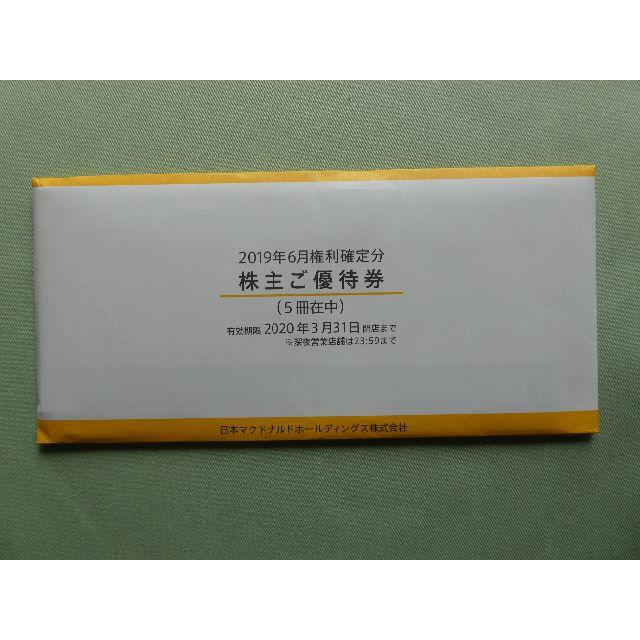 2019年6月権利確定分
株主ご優待券
(5冊在中)
有効期限 2020年3月31日 閉店まで
※深夜営業店舗は23:59まで
日本マクドナルドホールディングス株式会社